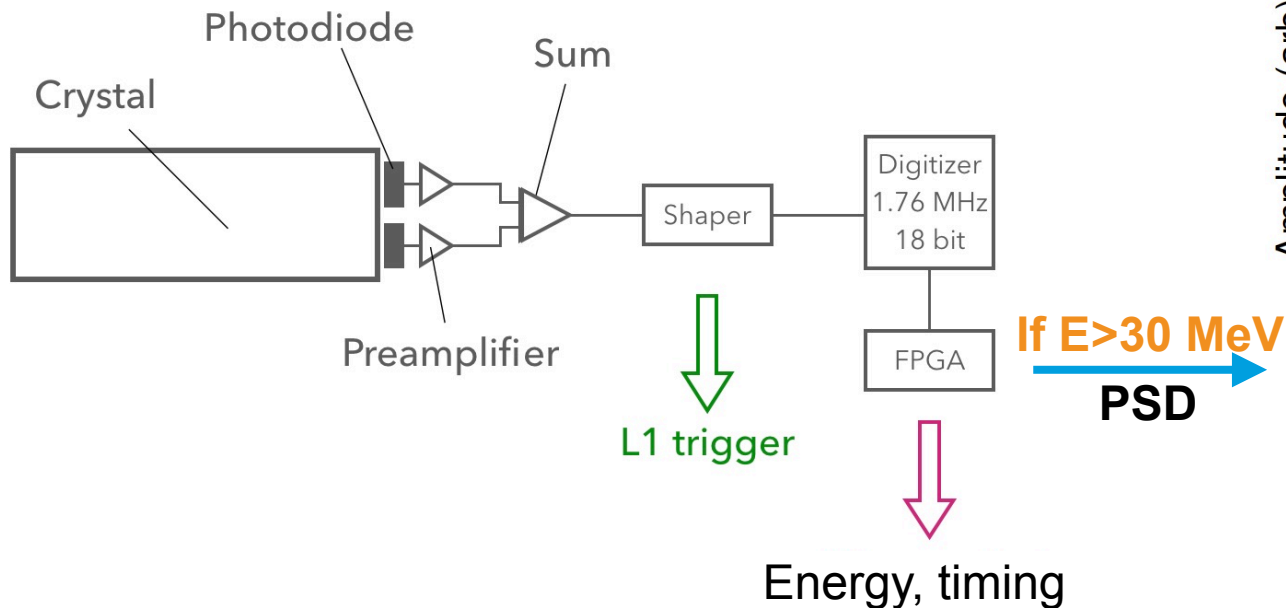 Photodiode
Sum
Crystal
Digitizer
1.76 MHz
18 bit
Shaper
If E>30 MeV
FPGA
PSD
Preamplifier
L1 trigger
Energy, timing